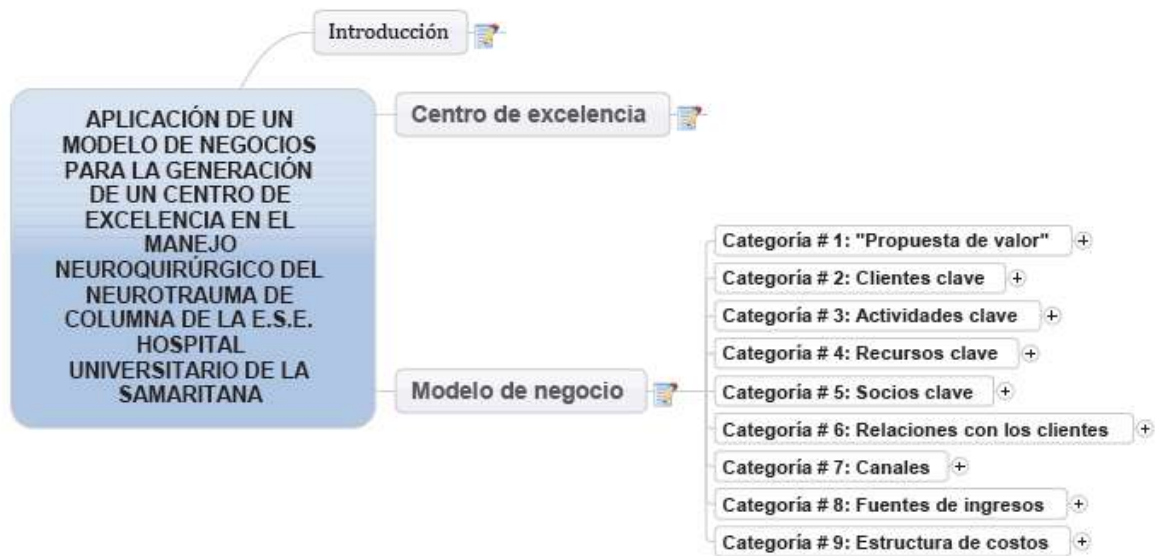 Introducción
APLICACIÓN DE UN
MODELO DE NEGOCIOS
PARA LA GENERACIÓN
DE UN CENTRO DE
EXCELENCIA EN EL
MANEJO
NEUROQUIRÚRGICO DEL
NEUROTRAUMA DE
COLUMNA DE LA E.S.E.
HOSPITAL
UNIVERSITARIO DE LA
SAMARITANA
Centro de excelencia
Modelo de negocio
Categoría # 1: "Propuesta de valor"
Categoría # 2: Clientes clave
Categoría # 3: Actividades clave
Categoría # 4: Recursos clave
Categoría # 5: Socios clave
Categoría # 6: Relaciones con los clientes
Categoría # 7: Canales
Categoría # 8: Fuentes de ingresos
Categoría # 9: Estructura de costos